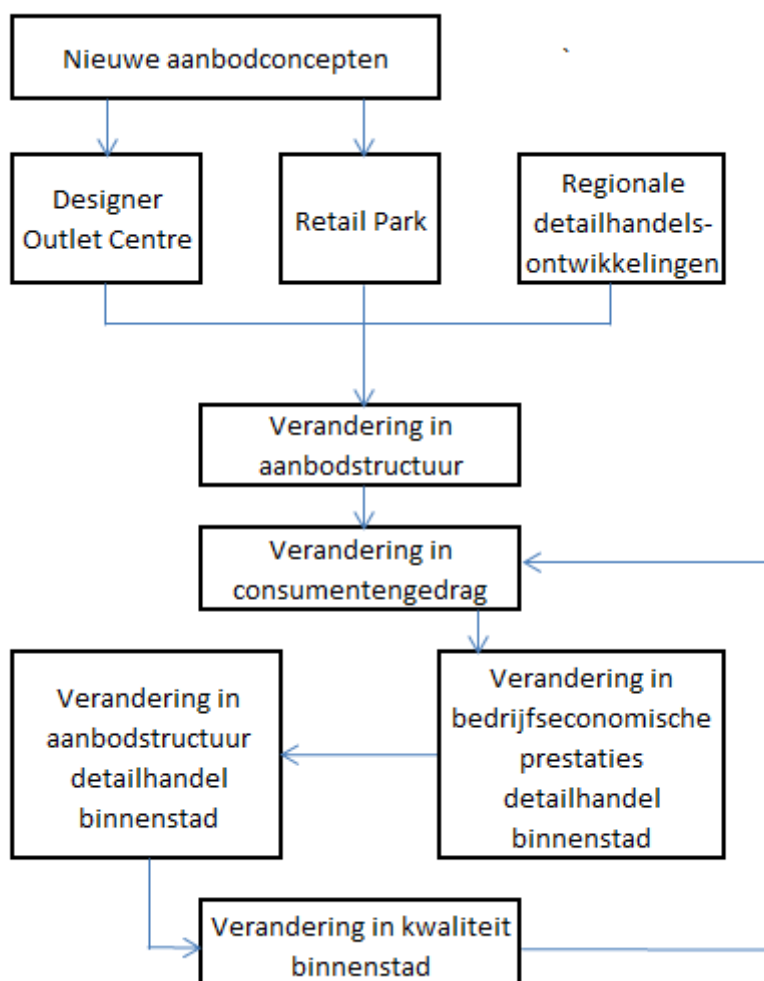 Nieuwe aanbodconcepten
`
Designer
Outlet Centre
Retail Park
Regionale
detailhandels-
ontwikkelingen
Verandering in
aanbodstructuur
Verandering in
consumentengedrag
Verandering in
aanbodstructuur
detailhandel
binnenstad
Verandering in
bedrijfseconomische
prestaties
detailhandel
binnenstad
Verandering in kwaliteit
binnenstad